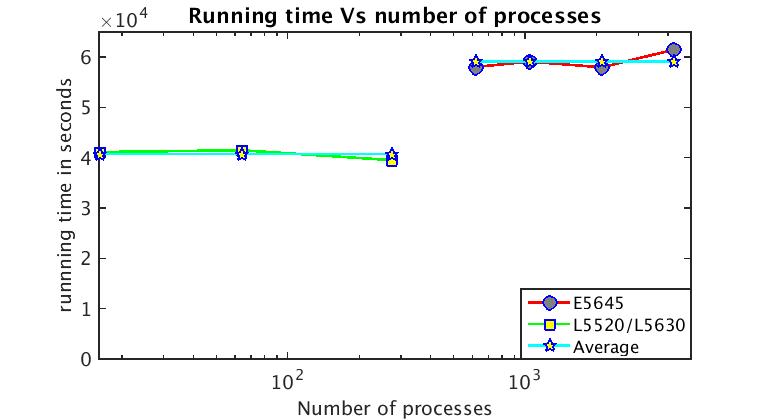 Running time Vs number of processes
×10⁴
6
5
4
3
2
1
0
runnning time in seconds
10² 10³
Number of processes
E5645
L5520/L5630
Average